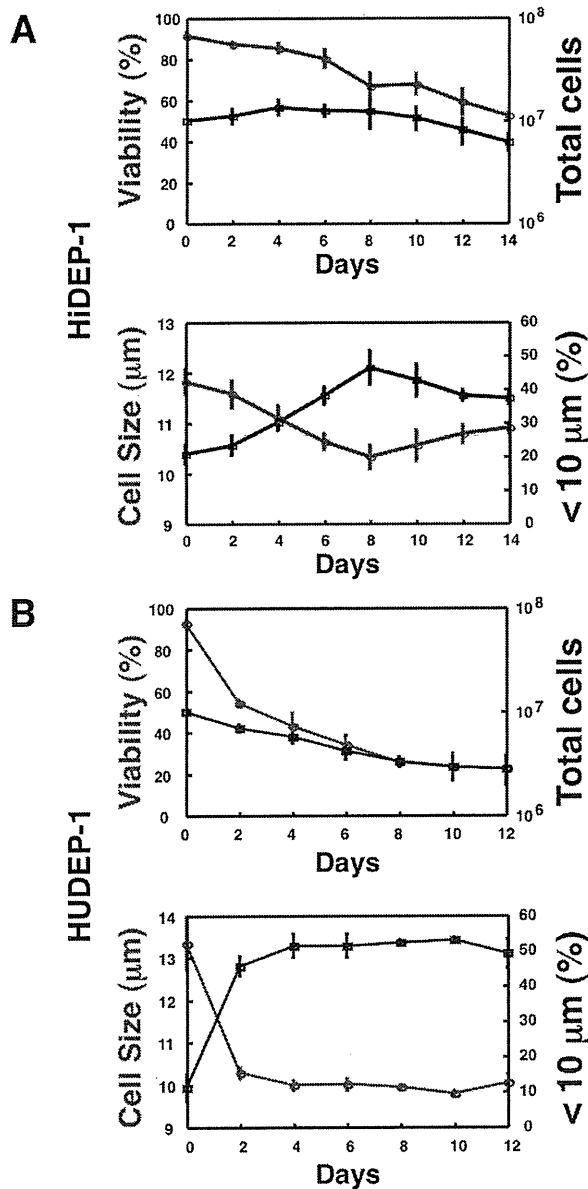 A
HiDEP-1
Viability (%)
100
80
60
40
20
0
10^8
10^7
10^6
Total cells
0 2 4 6 8 10 12 14
Days
Cell Size (μm)
13
12
11
10
9
60
50
40
30
20
10
0
< 10 μm (%)
0 2 4 6 8 10 12 14
Days
B
HUDEP-1
Viability (%)
100
80
60
40
20
0
10^8
10^7
10^6
Total cells
0 2 4 6 8 10 12
Days
Cell Size (μm)
14
13
12
11
10
9
60
50
40
30
20
10
0
< 10 μm (%)
0 2 4 6 8 10 12
Days